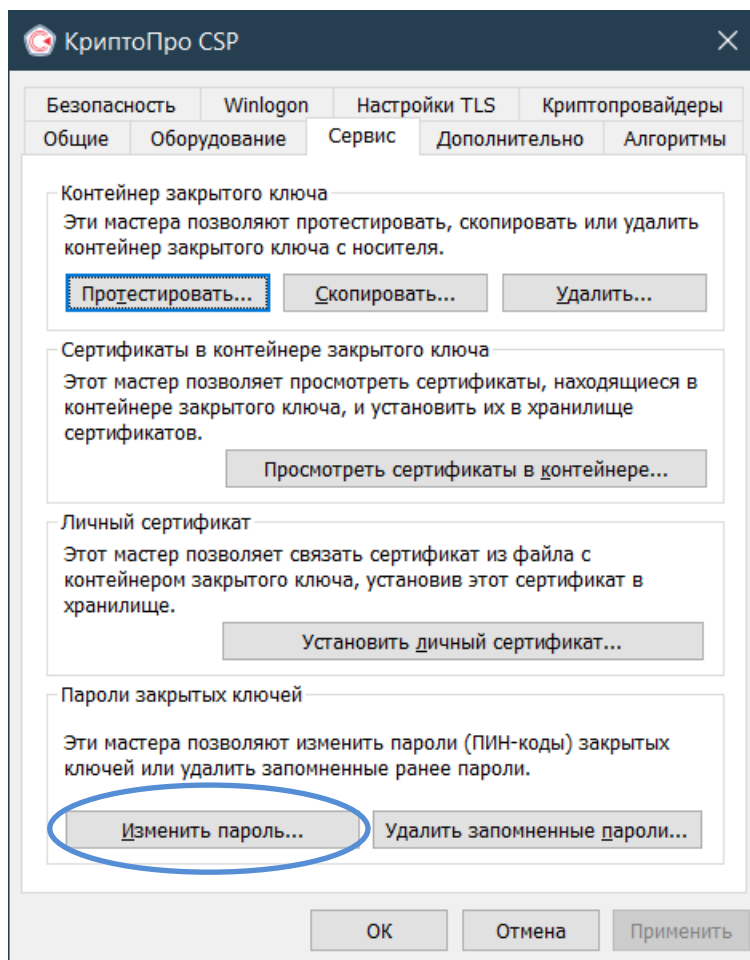 КриптоПро CSP
Безопасность Winlogon Настройки TLS Криптопровайдеры
Общие Оборудование Сервис Дополнительно Алгоритмы
Контейнер закрытого ключа
Эти мастера позволяют протестировать, скопировать или удалить
контейнер закрытого ключа с носителя.
Протестировать... Скопировать... Удалить...
Сертификаты в контейнере закрытого ключа
Этот мастер позволяет просмотреть сертификаты, находящиеся в
контейнере закрытого ключа, и установить их в хранилище
сертификатов.
Просмотреть сертификаты в контейнере...
Личный сертификат
Этот мастер позволяет связать сертификат из файла с
контейнером закрытого ключа, установив этот сертификат в
хранилище.
Установить личный сертификат...
Пароли закрытых ключей
Эти мастера позволяют изменить пароли (ПИН-коды) закрытых
ключей или удалить запомненные ранее пароли.
Изменить пароль... Удалить запомненные пароли...
ОК Отмена Применить